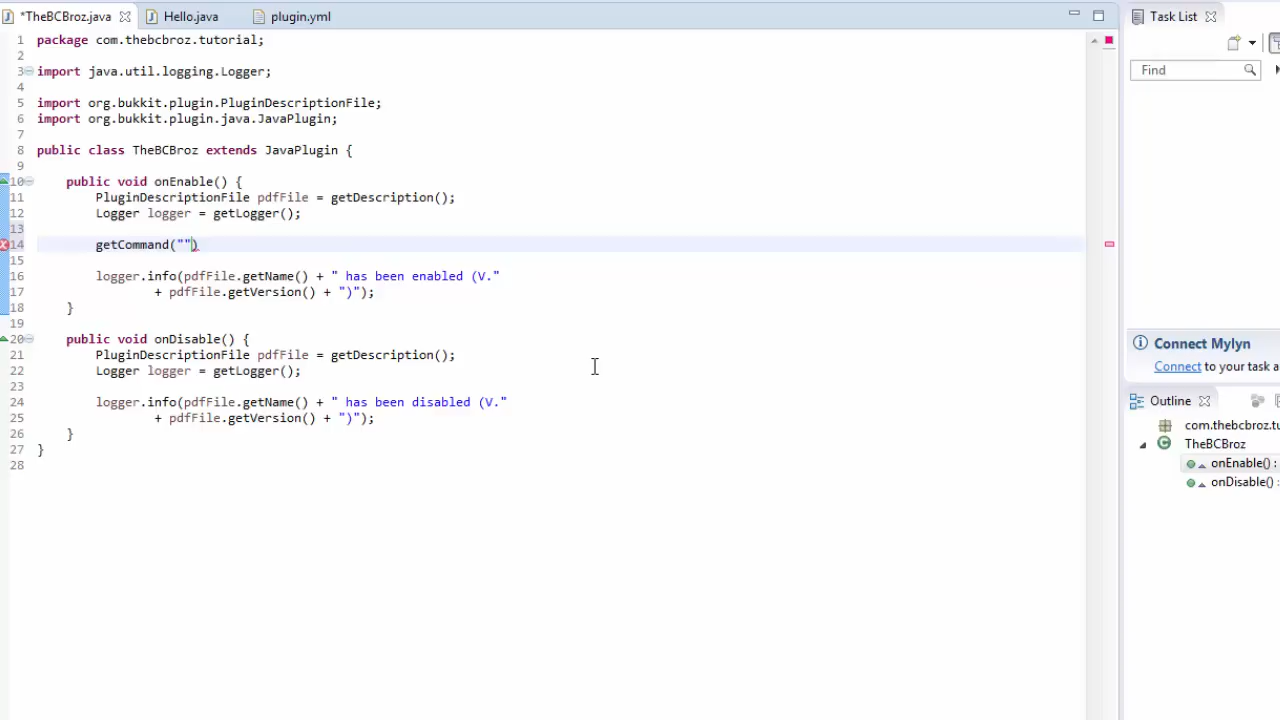 *TheBCBroz.java
Hello.java
plugin.yml
Task List
1 package com.thebcbroz.tutorial;
2
3 import java.util.logging.Logger;
4
5 import org.bukkit.plugin.PluginDescriptionFile;
6 import org.bukkit.plugin.java.JavaPlugin;
7
8 public class TheBCBroz extends JavaPlugin {
9
10 public void onEnable() {
11 PluginDescriptionFile pdfFile = getDescription();
12 Logger logger = getLogger();
13
14 getCommand("")
15
16 logger.info(pdfFile.getName() + " has been enabled (V."
17 + pdfFile.getVersion() + ")");
18 }
19
20 public void onDisable() {
21 PluginDescriptionFile pdfFile = getDescription();
22 Logger logger = getLogger();
23
24 logger.info(pdfFile.getName() + " has been disabled (V."
25 + pdfFile.getVersion() + ")");
26 }
27 }
28
Find
Connect Mylyn
Connect to your task a
Outline
com.thebcbroz.tu
TheBCBroz
onEnable() :
onDisable() :